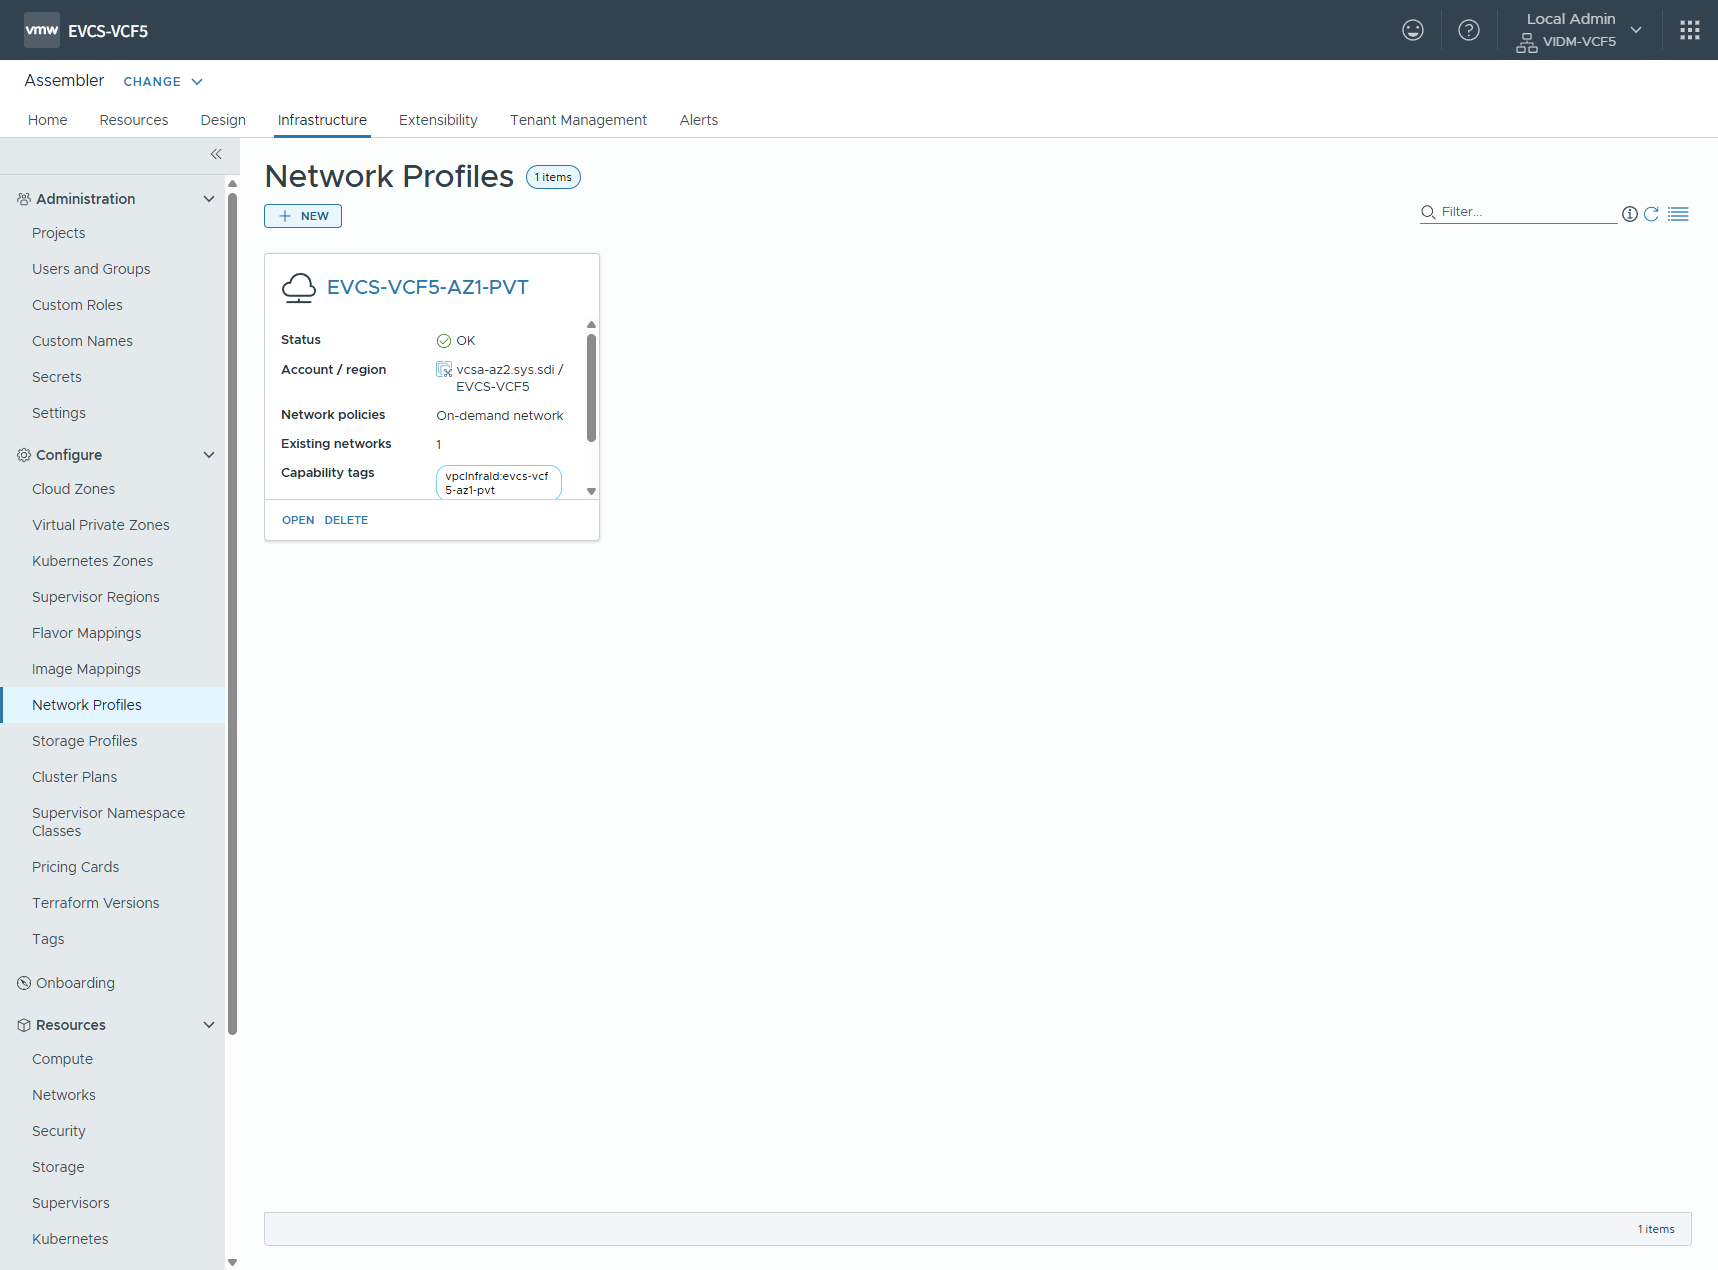 vmw EVCS-VCF5
Local Admin
VIDM-VCF5
Assembler CHANGE
Home Resources Design Infrastructure Extensibility Tenant Management Alerts
Administration
Projects
Users and Groups
Custom Roles
Custom Names
Secrets
Settings
Configure
Cloud Zones
Virtual Private Zones
Kubernetes Zones
Supervisor Regions
Flavor Mappings
Image Mappings
Network Profiles
Storage Profiles
Cluster Plans
Supervisor Namespace
Classes
Pricing Cards
Terraform Versions
Tags
Onboarding
Resources
Compute
Networks
Security
Storage
Supervisors
Kubernetes
Network Profiles 1 items
NEW
Filter...
EVCS-VCF5-AZ1-PVT
Status OK
Account / region vcsa-az2.sys.sdi /
EVCS-VCF5
Network policies On-demand network
Existing networks 1
Capability tags vpcInfraId:evcs-vcf
5-az1-pvt
OPEN DELETE
1 items